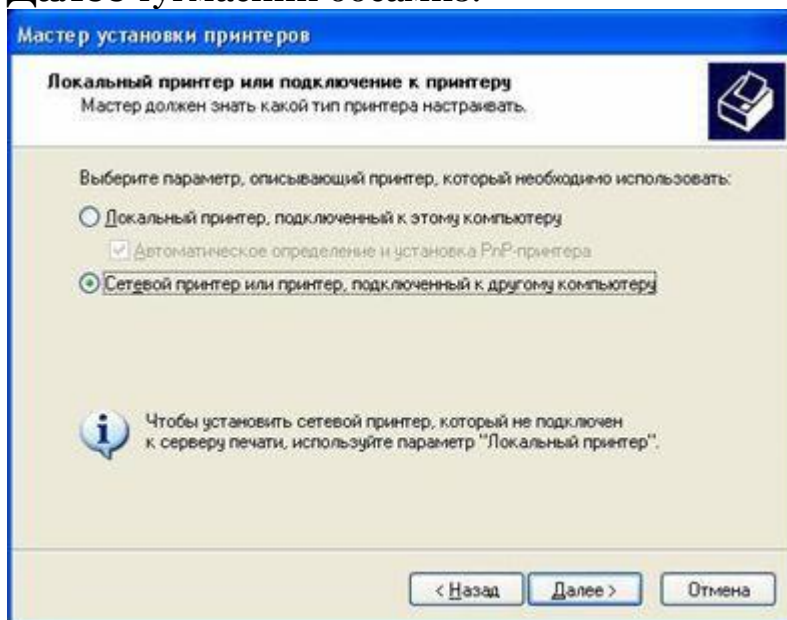 Мастер установки принтеров
Локальный принтер или подключение к принтеру
Мастер должен знать какой тип принтера настраивать.
Выберите параметр, описывающий принтер, который необходимо использовать:
Локальный принтер, подключенный к этому компьютеру
Автоматическое определение и установка PnP-принтера
Сетевой принтер или принтер, подключенный к другому компьютеру
Чтобы установить сетевой принтер, который не подключен
к серверу печати, используйте параметр "Локальный принтер".
< Назад Далее > Отмена